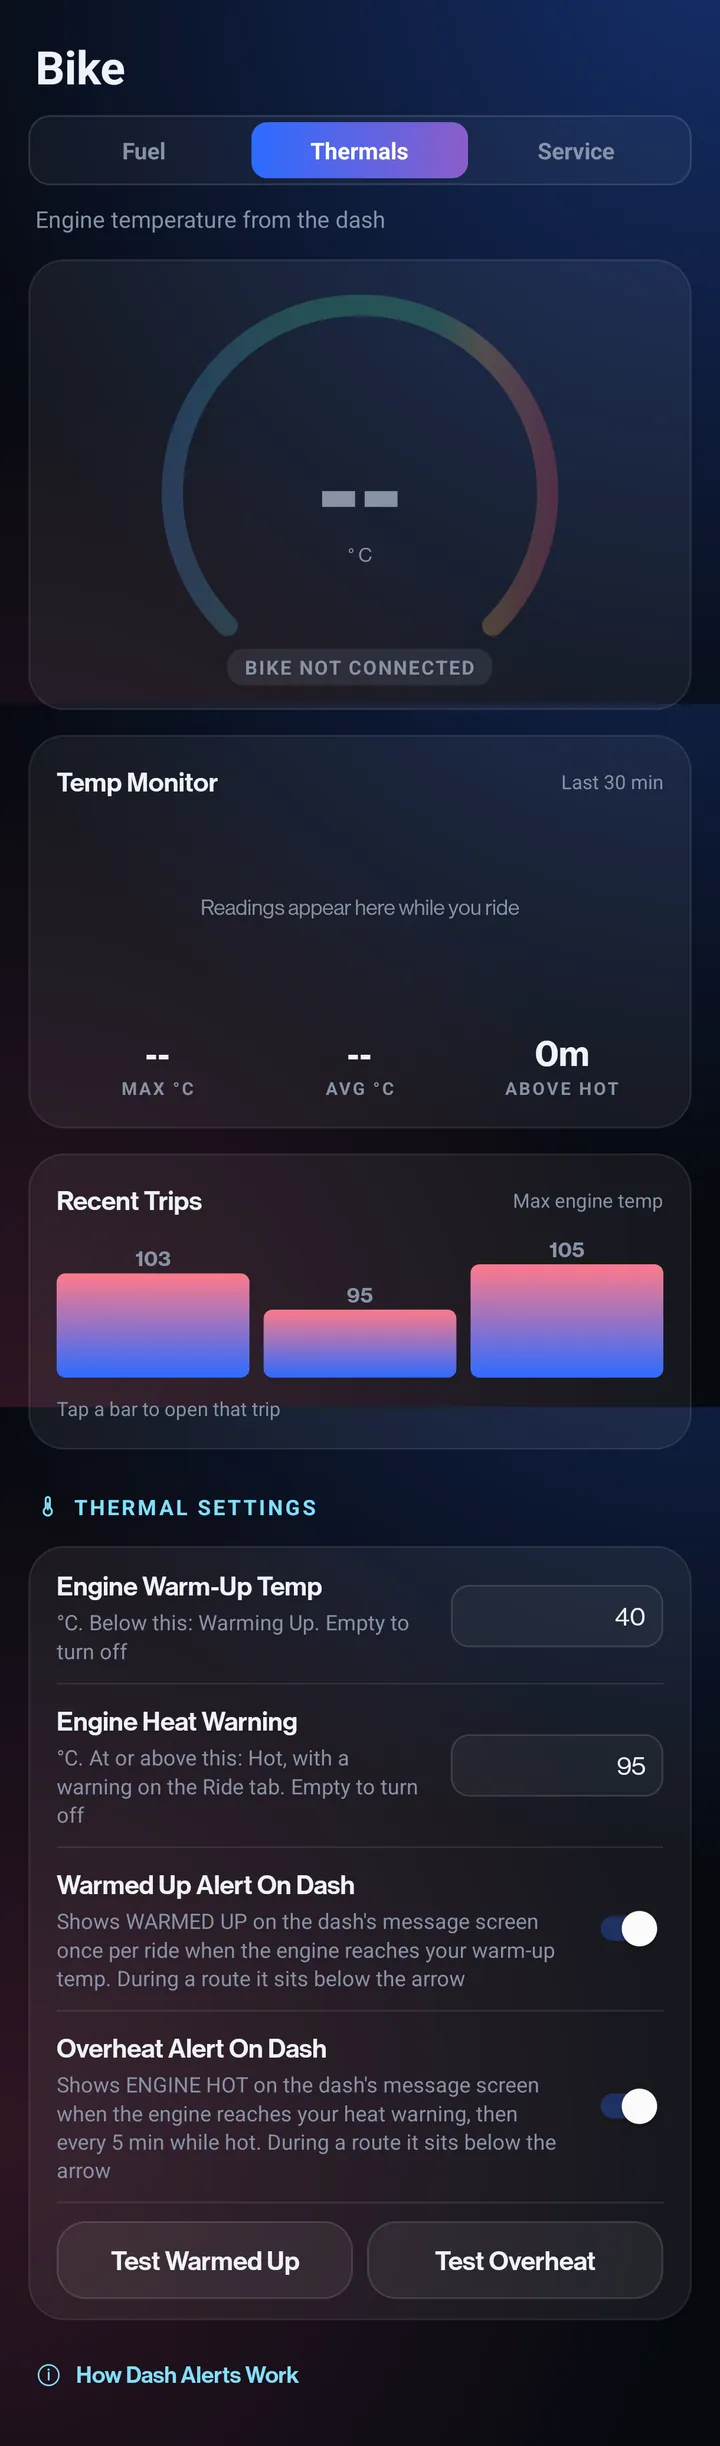 Bike
Fuel
Thermals
Service
Engine temperature from the dash
--
°C
BIKE NOT CONNECTED
Temp Monitor
Last 30 min
Readings appear here while you ride
--
--
0m
MAX °C
AVG °C
ABOVE HOT
Recent Trips
Max engine temp
103
95
105
Tap a bar to open that trip
THERMAL SETTINGS
Engine Warm-Up Temp
°C. Below this: Warming Up. Empty to
turn off
40
Engine Heat Warning
°C. At or above this: Hot, with a
warning on the Ride tab. Empty to turn
off
95
Warmed Up Alert On Dash
Shows WARMED UP on the dash's message screen
once per ride when the engine reaches your warm-up
temp. During a route it sits below the arrow
Overheat Alert On Dash
Shows ENGINE HOT on the dash's message screen
when the engine reaches your heat warning, then
every 5 min while hot. During a route it sits below the
arrow
Test Warmed Up
Test Overheat
How Dash Alerts Work